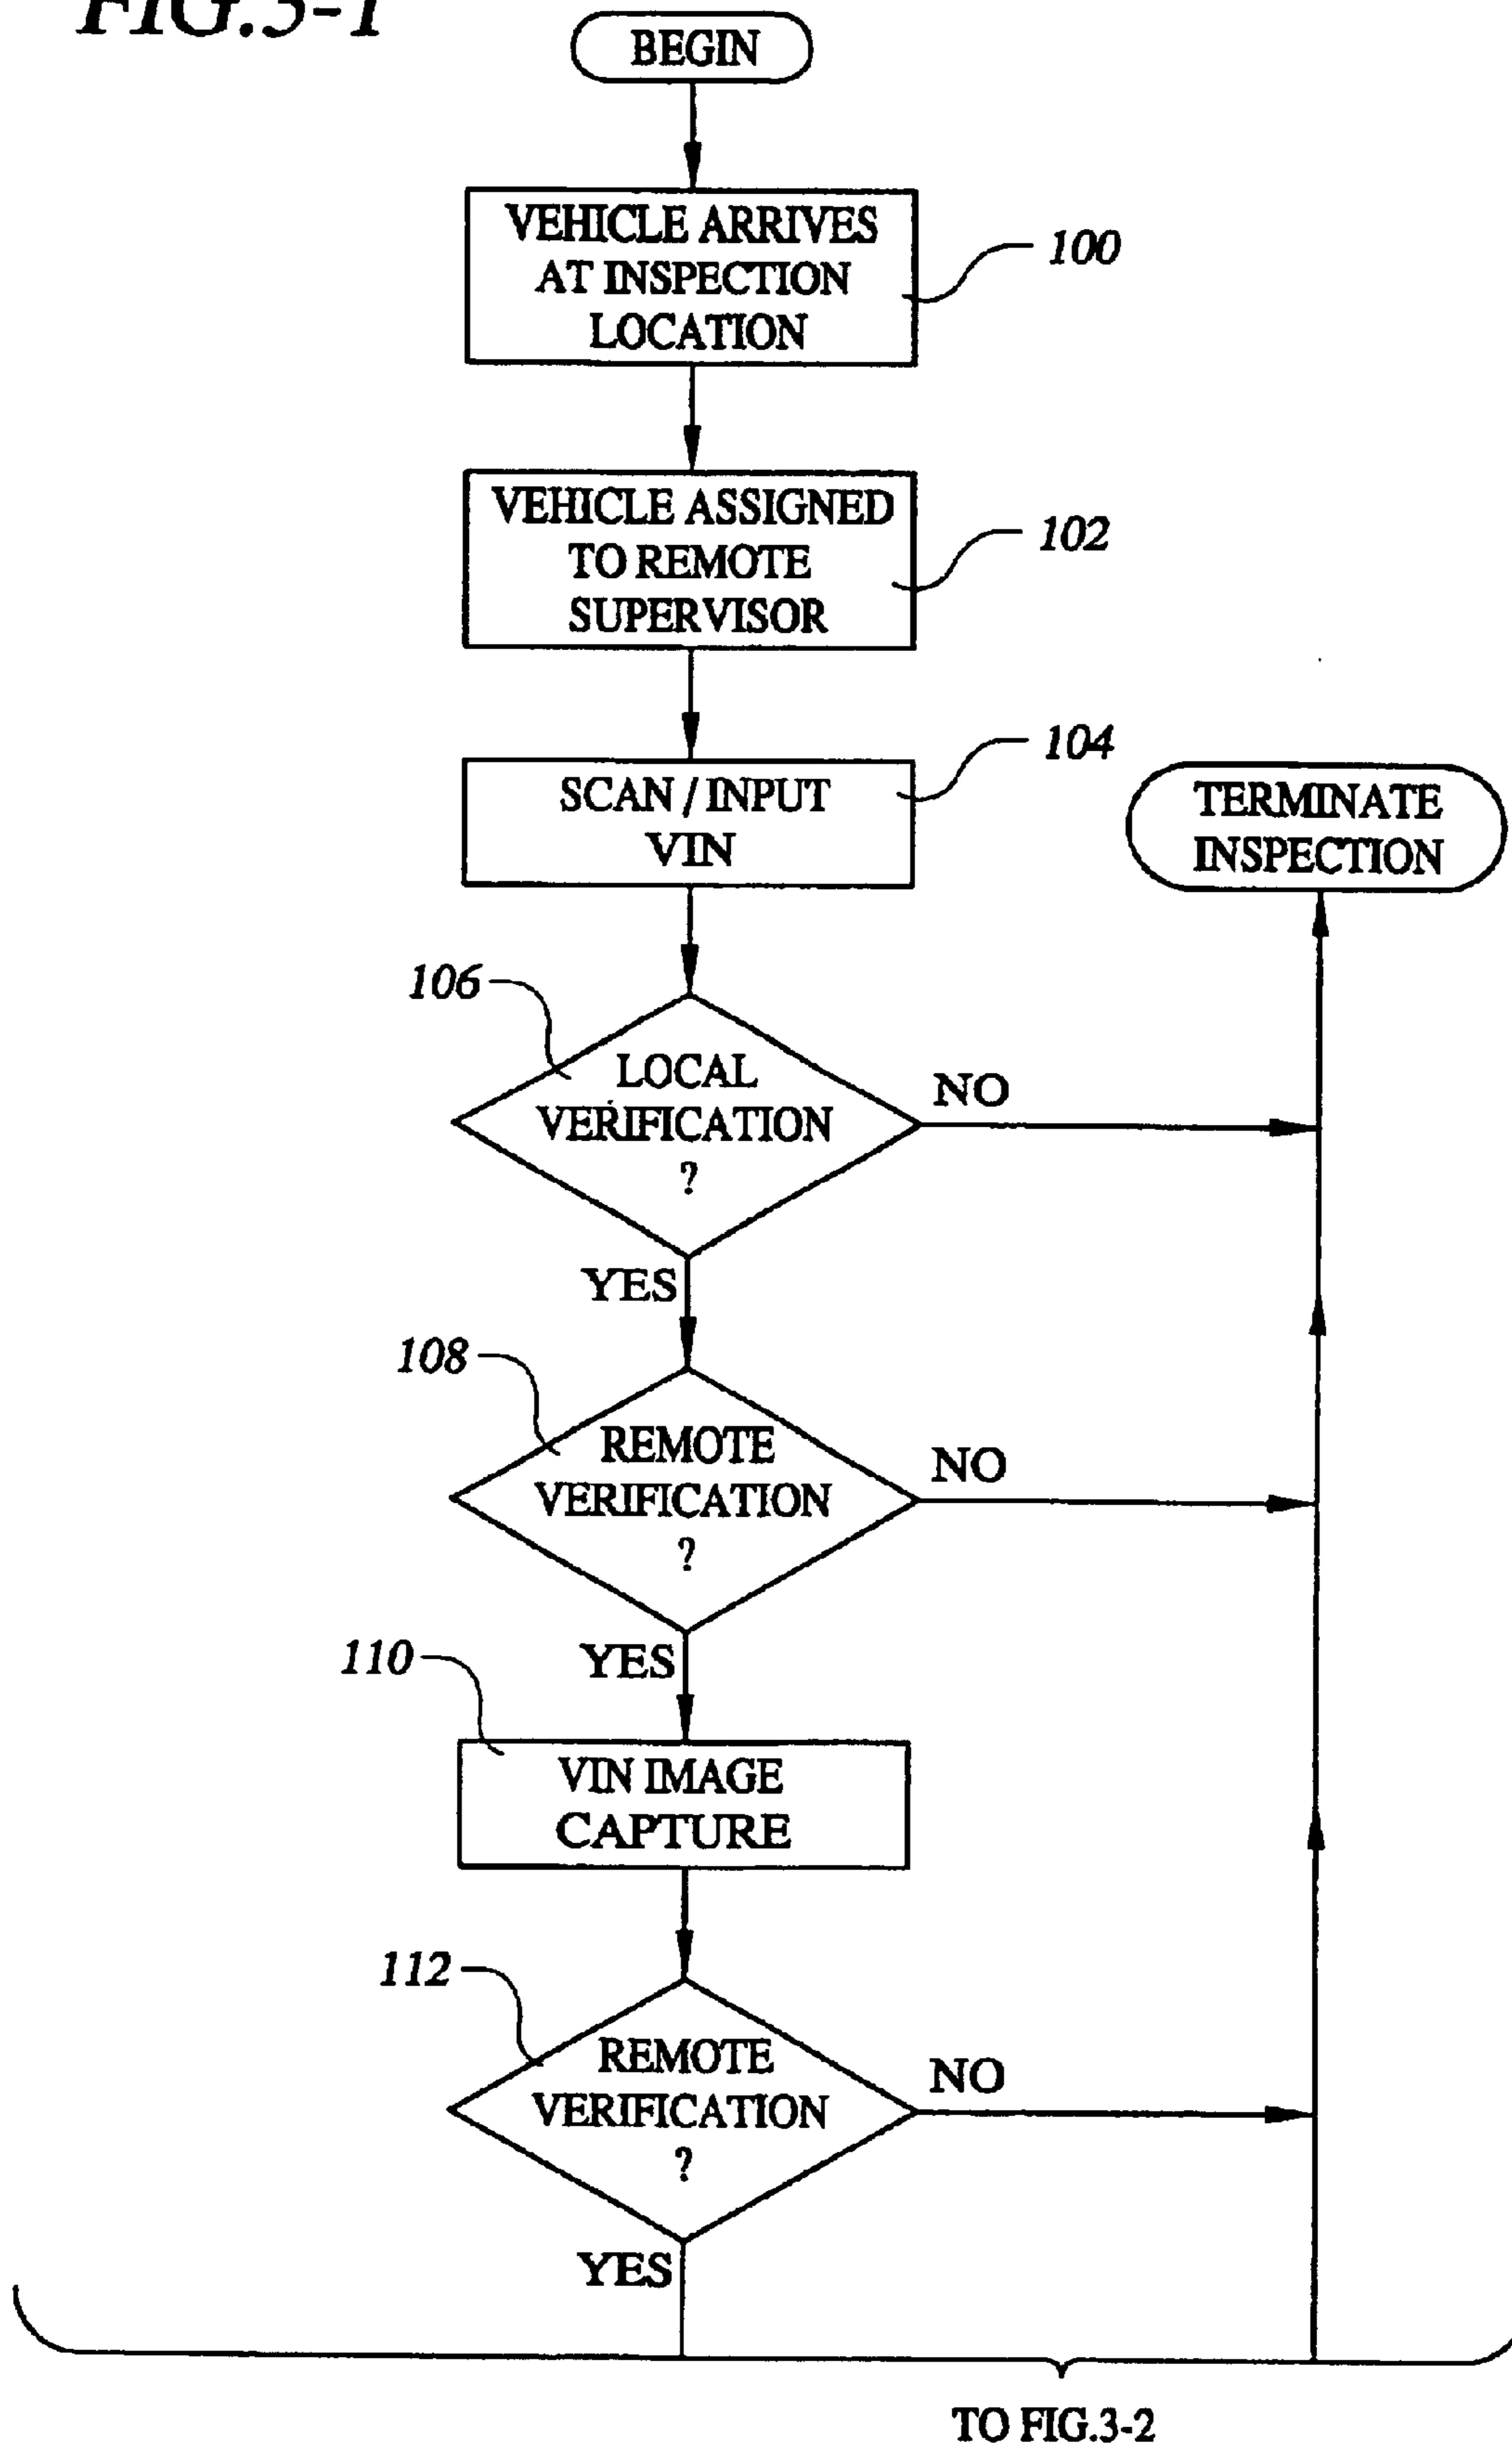 FIG.3-1
BEGIN
VEHICLE ARRIVES
AT INSPECTION
LOCATION
100
VEHICLE ASSIGNED
TO REMOTE
SUPERVISOR
102
SCAN / INPUT
VIN
104
TERMINATE
INSPECTION
106
LOCAL
VERIFICATION
?
NO
YES
108
REMOTE
VERIFICATION
?
NO
YES
110
VIN IMAGE
CAPTURE
112
REMOTE
VERIFICATION
?
NO
YES
TO FIG.3-2